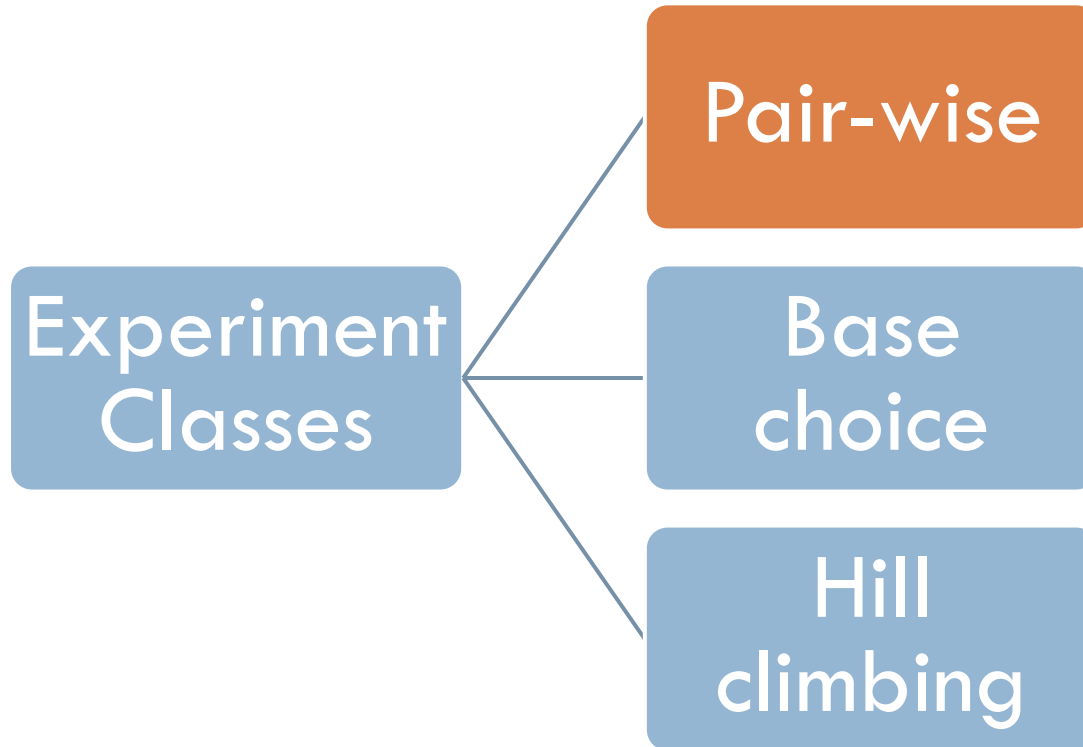 Experiment
Classes
Pair-wise
Base
choice
Hill
climbing